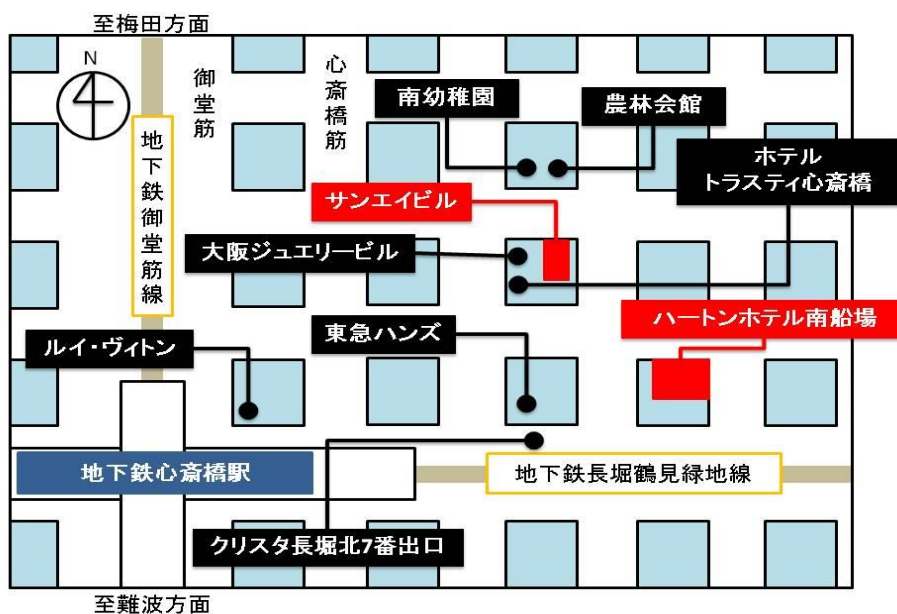 至梅田方面
N
御堂筋
心斎橋筋
南幼稚園
農林会館
地下鉄御堂筋線
ホテル
トラスティ心斎橋
サンエイビル
大阪ジュエリービル
ハートンホテル南船場
ルイ・ヴィトン
東急ハンズ
地下鉄心斎橋駅
地下鉄長堀鶴見緑地線
クリスタ長堀北7番出口
至難波方面